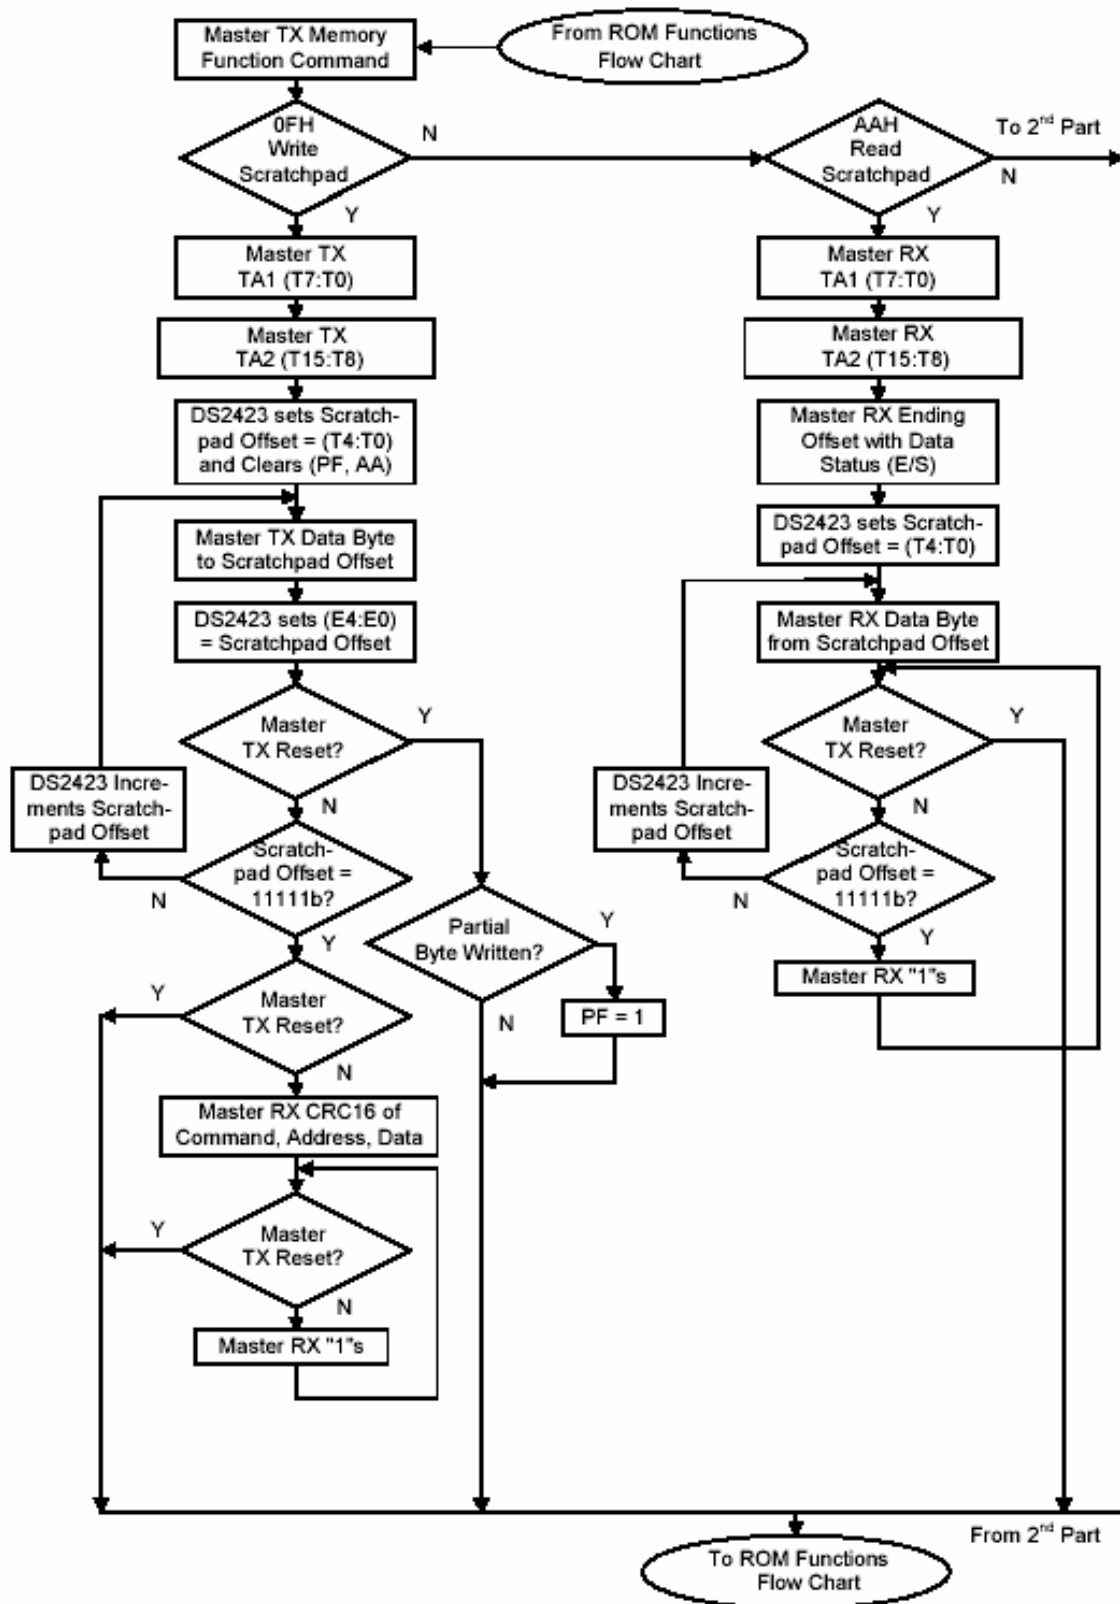 Master TX Memory
Function Command
From ROM Functions
Flow Chart
0FH
Write
Scratchpad
N
Y
AAH
Read
Scratchpad
To 2nd Part
N
Y
Master TX
TA1 (T7:T0)
Master TX
TA2 (T15:T8)
DS2423 sets Scratch-
pad Offset = (T4:T0)
and Clears (PF, AA)
Master TX Data Byte
to Scratchpad Offset
DS2423 sets (E4:E0)
= Scratchpad Offset
Master
TX Reset?
Y
N
DS2423 Incre-
ments Scratch-
pad Offset
Scratch-
pad Offset =
11111b?
N
Y
Partial
Byte Written?
Y
N
PF = 1
Master
TX Reset?
Y
N
Master RX CRC16 of
Command, Address, Data
Master
TX Reset?
Y
N
Master RX "1"s
Master RX
TA1 (T7:T0)
Master RX
TA2 (T15:T8)
Master RX Ending
Offset with Data
Status (E/S)
DS2423 sets Scratch-
pad Offset = (T4:T0)
Master RX Data Byte
from Scratchpad Offset
Master
TX Reset?
Y
N
DS2423 Incre-
ments Scratch-
pad Offset
Scratch-
pad Offset =
11111b?
N
Y
Master RX "1"s
From 2nd Part
To ROM Functions
Flow Chart